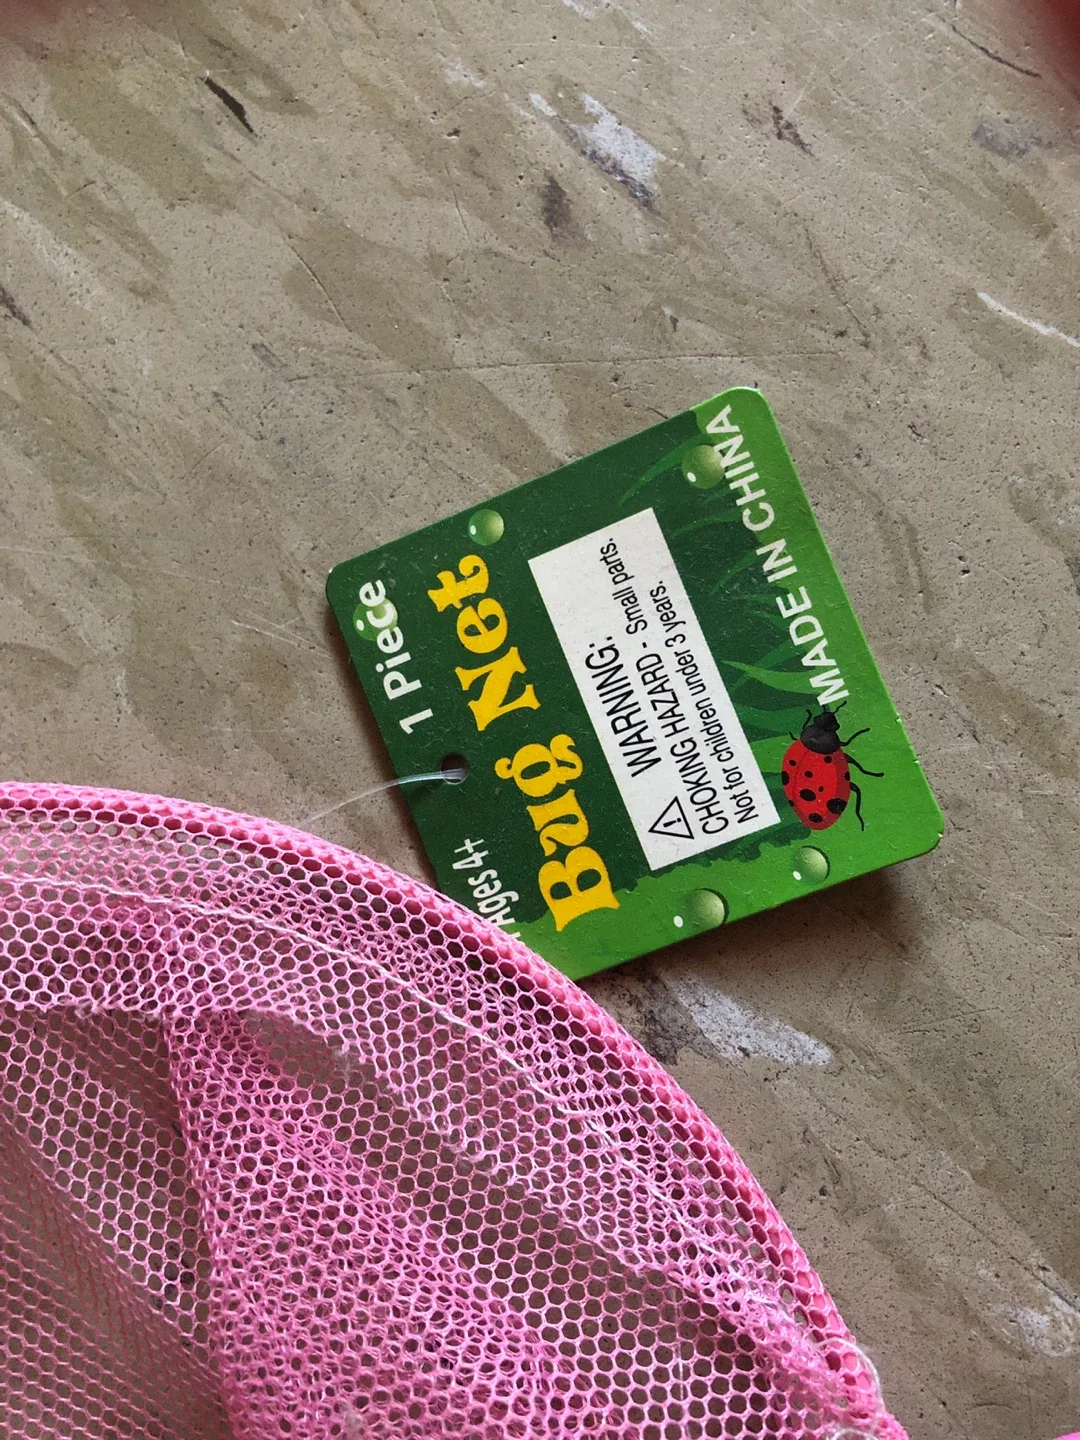 Ages 4+
1 Piece
Bug Net
WARNING:
CHOKING HAZARD - Small parts.
Not for children under 3 years.
MADE IN CHINA